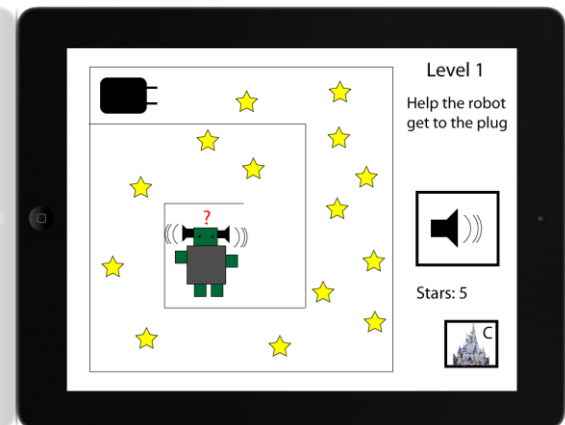 Level 1
Help the robot
get to the plug
?
Stars: 5
C